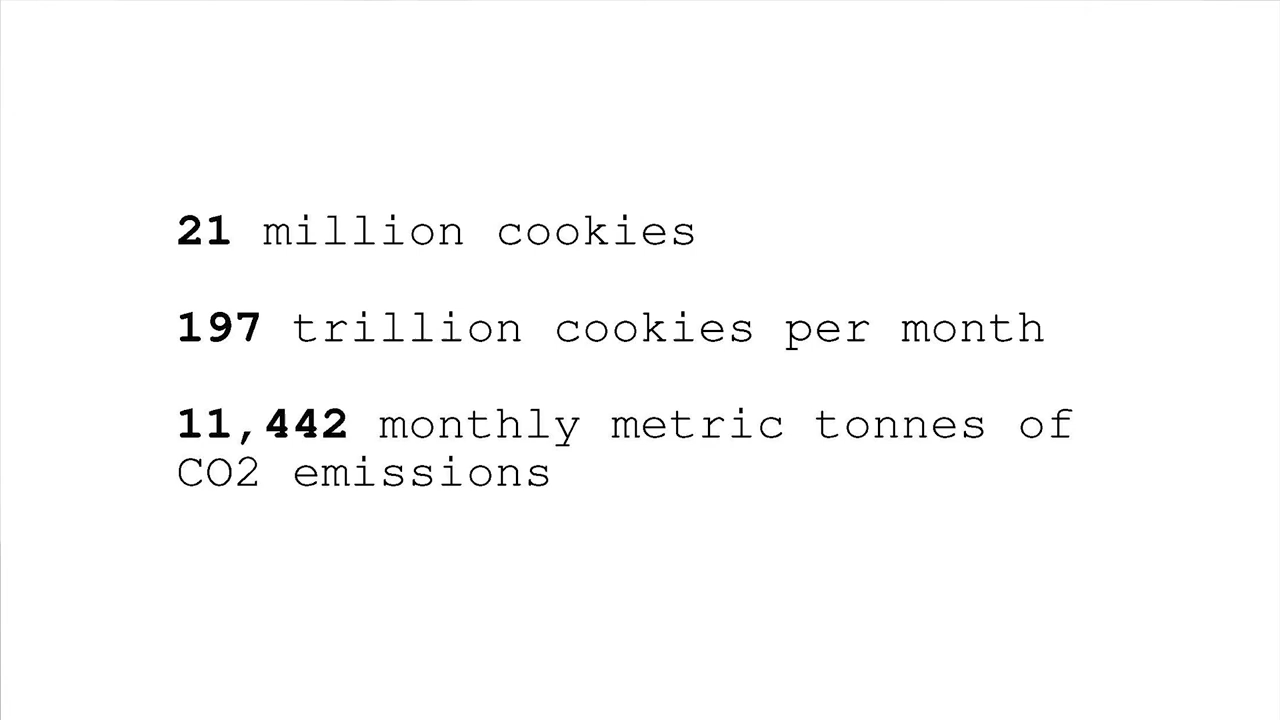 21 million cookies
197 trillion cookies per month
11,442 monthly metric tonnes of
CO2 emissions